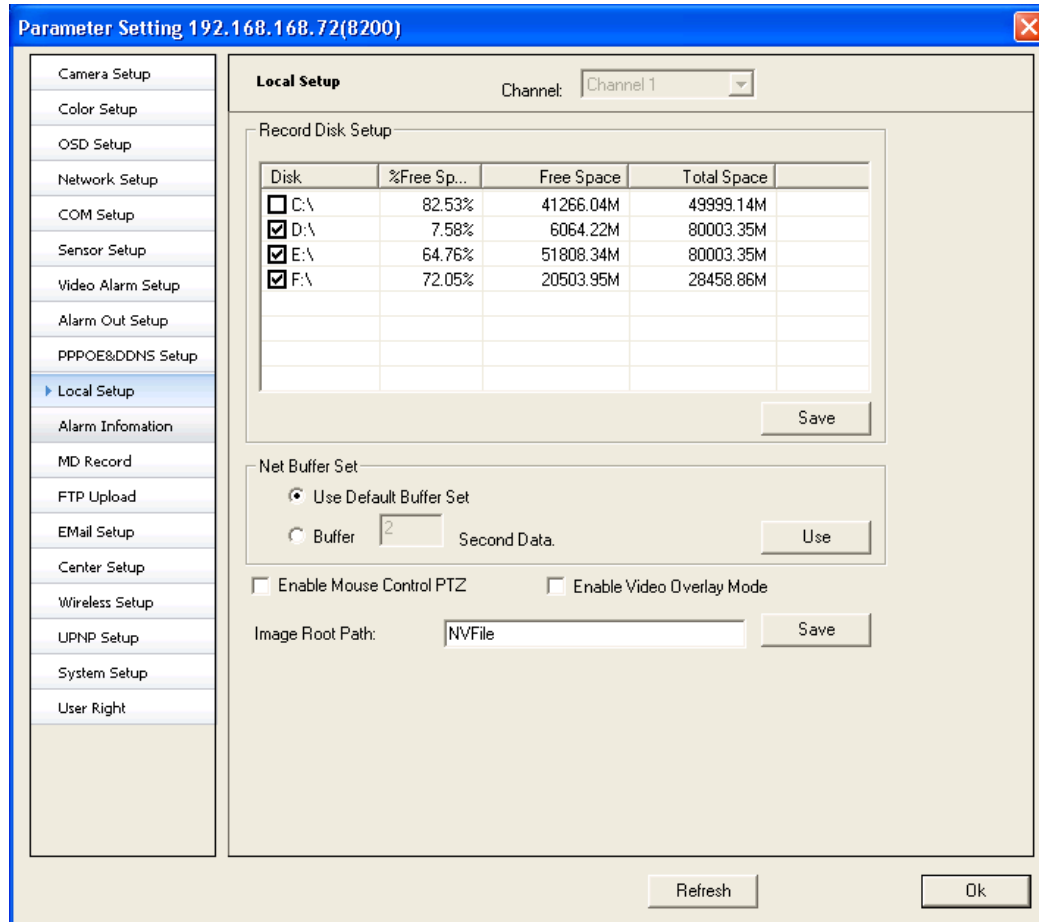 Parameter Setting 192.168.168.72(8200)
Camera Setup
Color Setup
OSD Setup
Network Setup
COM Setup
Sensor Setup
Video Alarm Setup
Alarm Out Setup
PPPOE&DDNS Setup
Local Setup
Alarm Infomation
MD Record
FTP Upload
EMail Setup
Center Setup
Wireless Setup
UPNP Setup
System Setup
User Right
Local Setup Channel: Channel 1
Record Disk Setup
Disk %Free Sp... Free Space Total Space
C:\ 82.53% 41266.04M 49999.14M
D:\ 7.58% 6064.22M 80003.35M
E:\ 64.76% 51808.34M 80003.35M
F:\ 72.05% 20503.95M 28458.86M
Save
Net Buffer Set
Use Default Buffer Set
Buffer 2 Second Data. Use
Enable Mouse Control PTZ Enable Video Overlay Mode
Image Root Path: NVFile Save
Refresh Ok